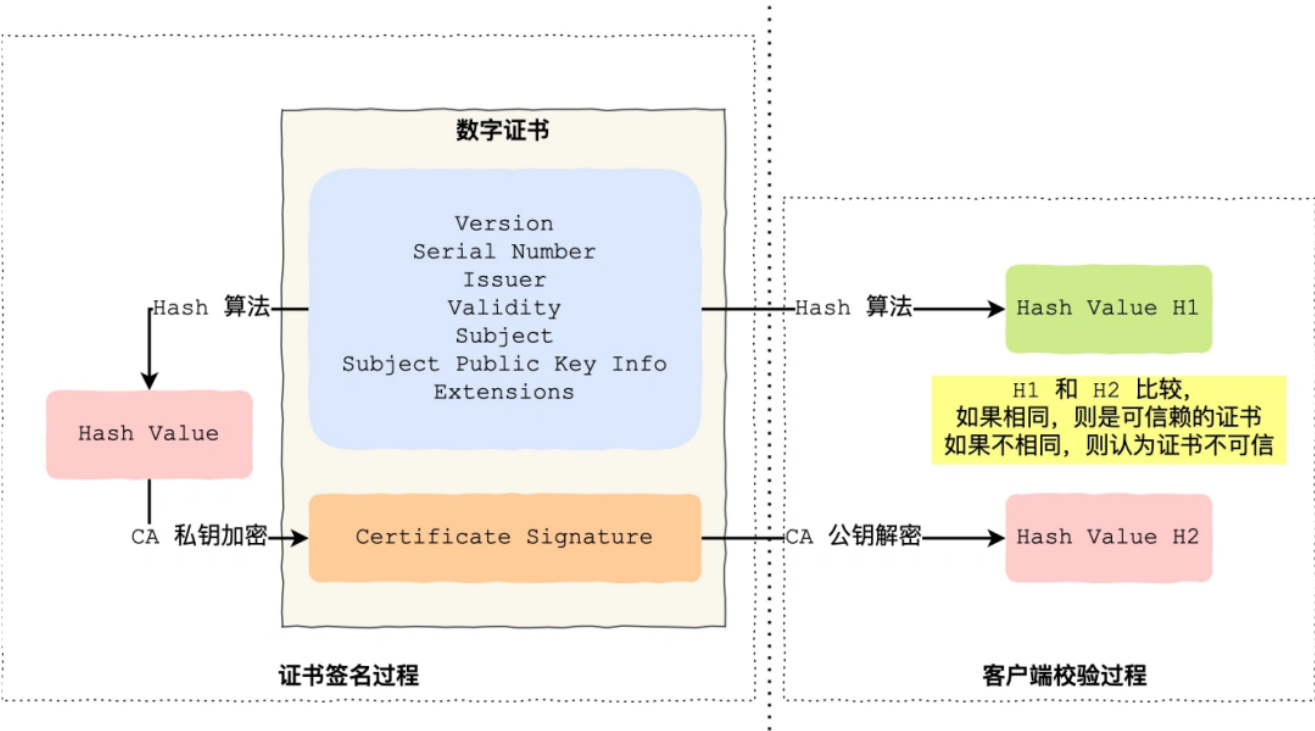 数字证书
Version
Serial Number
Issuer
Validity
Subject
Subject Public Key Info
Extensions
Hash 算法
Hash Value
CA 私钥加密
Certificate Signature
证书签名过程
Hash 算法
Hash Value H1
H1 和 H2 比较，
如果相同，则是可信赖的证书
如果不相同，则认为证书不可信
CA 公钥解密
Hash Value H2
客户端校验过程